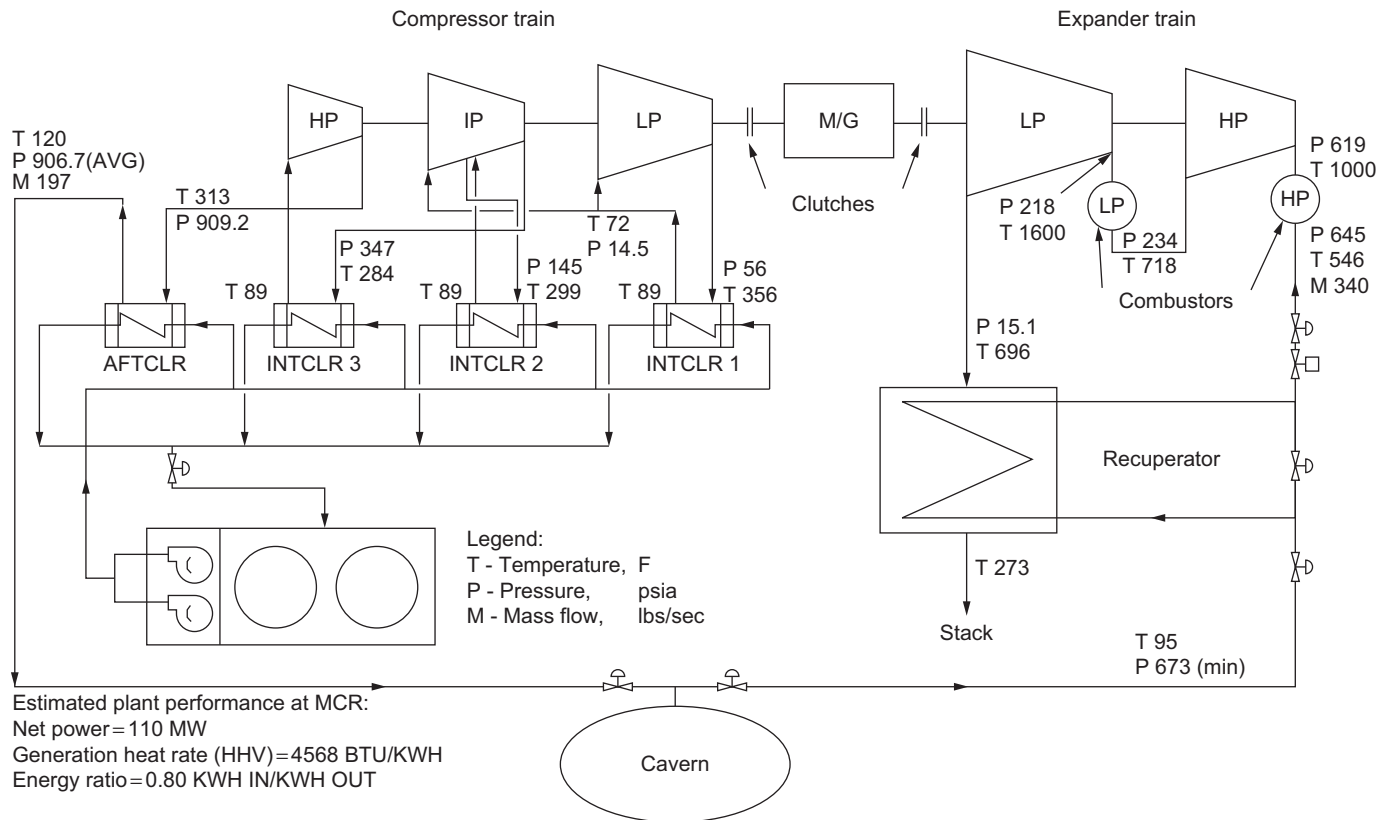 Compressor train
Expander train
HP
IP
LP
M/G
LP
HP
T 120
P 906.7(AVG)
M 197
T 313
P 909.2
P 347
T 284
T 72
P 14.5
P 145
T 299
P 56
T 356
Clutches
P 218
T 1600
LP
P 234
T 718
P 619
T 1000
HP
P 645
T 546
M 340
Combustors
T 89
T 89
T 89
AFTCLR
INTCLR 3
INTCLR 2
INTCLR 1
P 15.1
T 696
Recuperator
Legend:
T - Temperature, F
P - Pressure, psia
M - Mass flow, lbs/sec
T 273
Stack
T 95
P 673 (min)
Estimated plant performance at MCR:
Net power=110 MW
Generation heat rate (HHV)=4568 BTU/KWH
Energy ratio=0.80 KWH IN/KWH OUT
Cavern